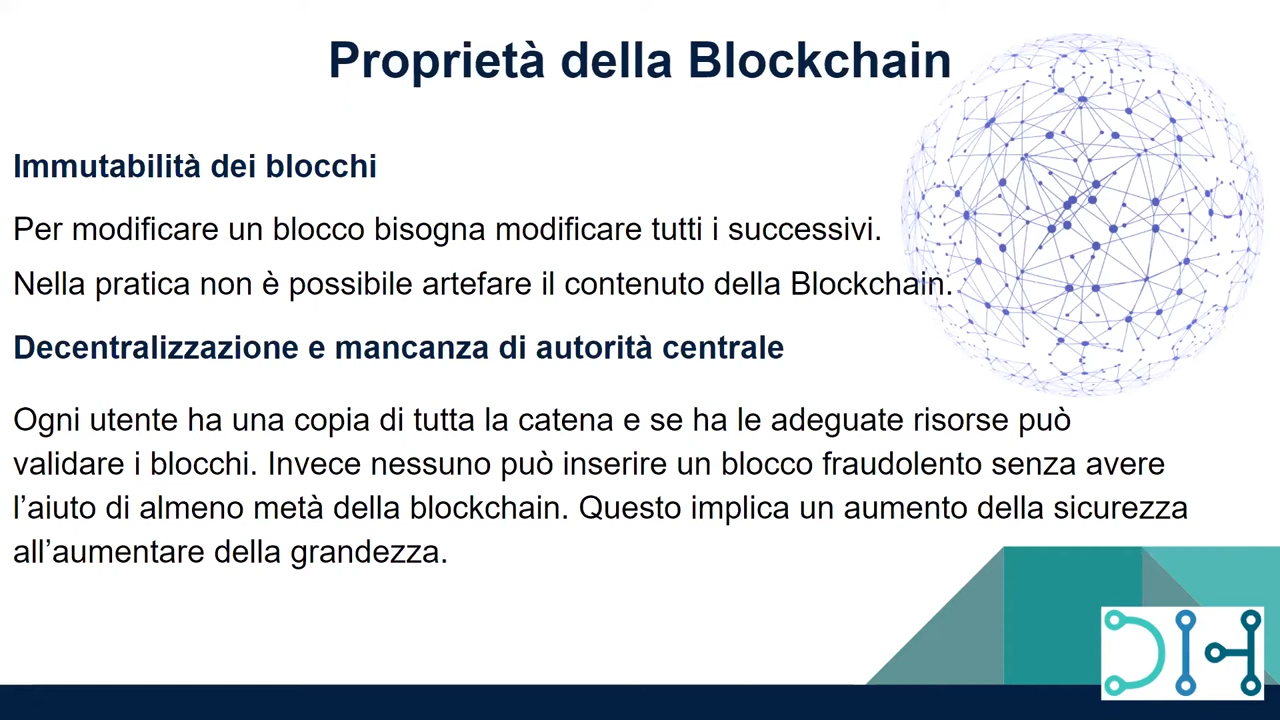 Proprietà della Blockchain
Immutabilità dei blocchi
Per modificare un blocco bisogna modificare tutti i successivi.
Nella pratica non è possibile artefare il contenuto della Blockchain.
Decentralizzazione e mancanza di autorità centrale
Ogni utente ha una copia di tutta la catena e se ha le adeguate risorse può
validare i blocchi. Invece nessuno può inserire un blocco fraudolento senza avere
l’aiuto di almeno metà della blockchain. Questo implica un aumento della sicurezza
all’aumentare della grandezza.
DIH